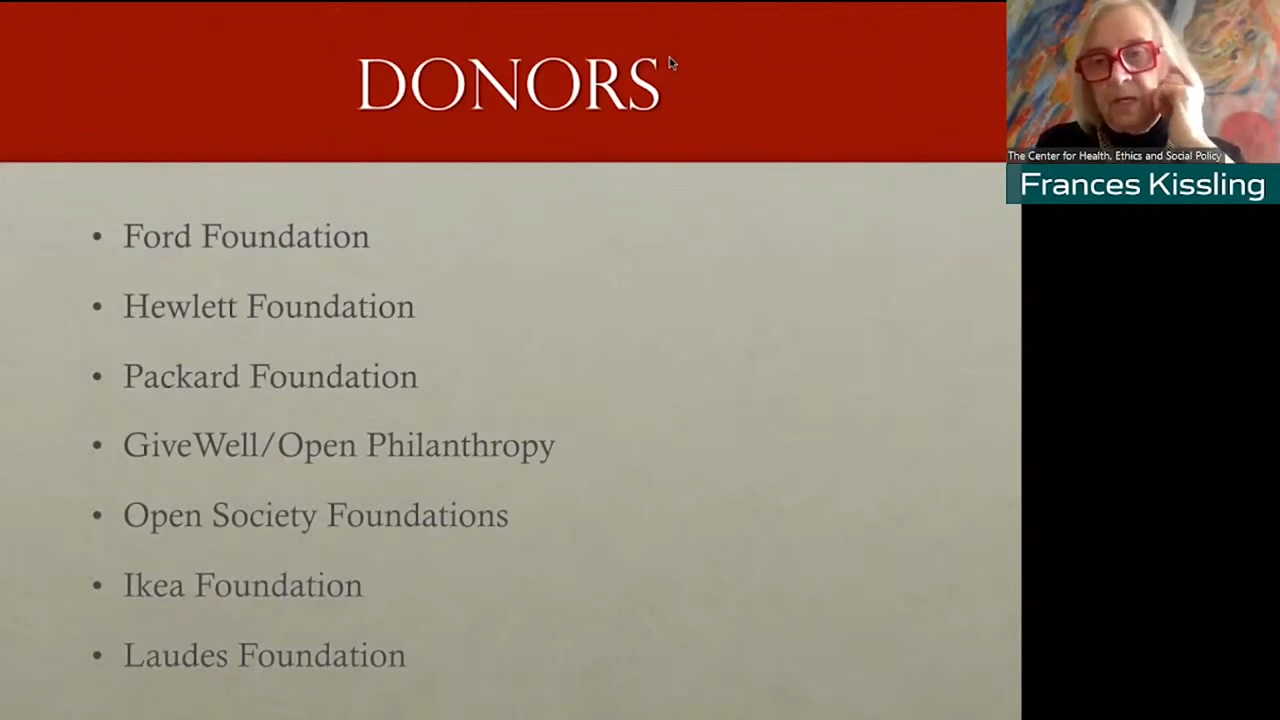 DONORS
• Ford Foundation
• Hewlett Foundation
• Packard Foundation
• GiveWell/Open Philanthropy
• Open Society Foundations
• Ikea Foundation
• Laudes Foundation
The Center for Health, Ethics and Social Policy
Frances Kissling